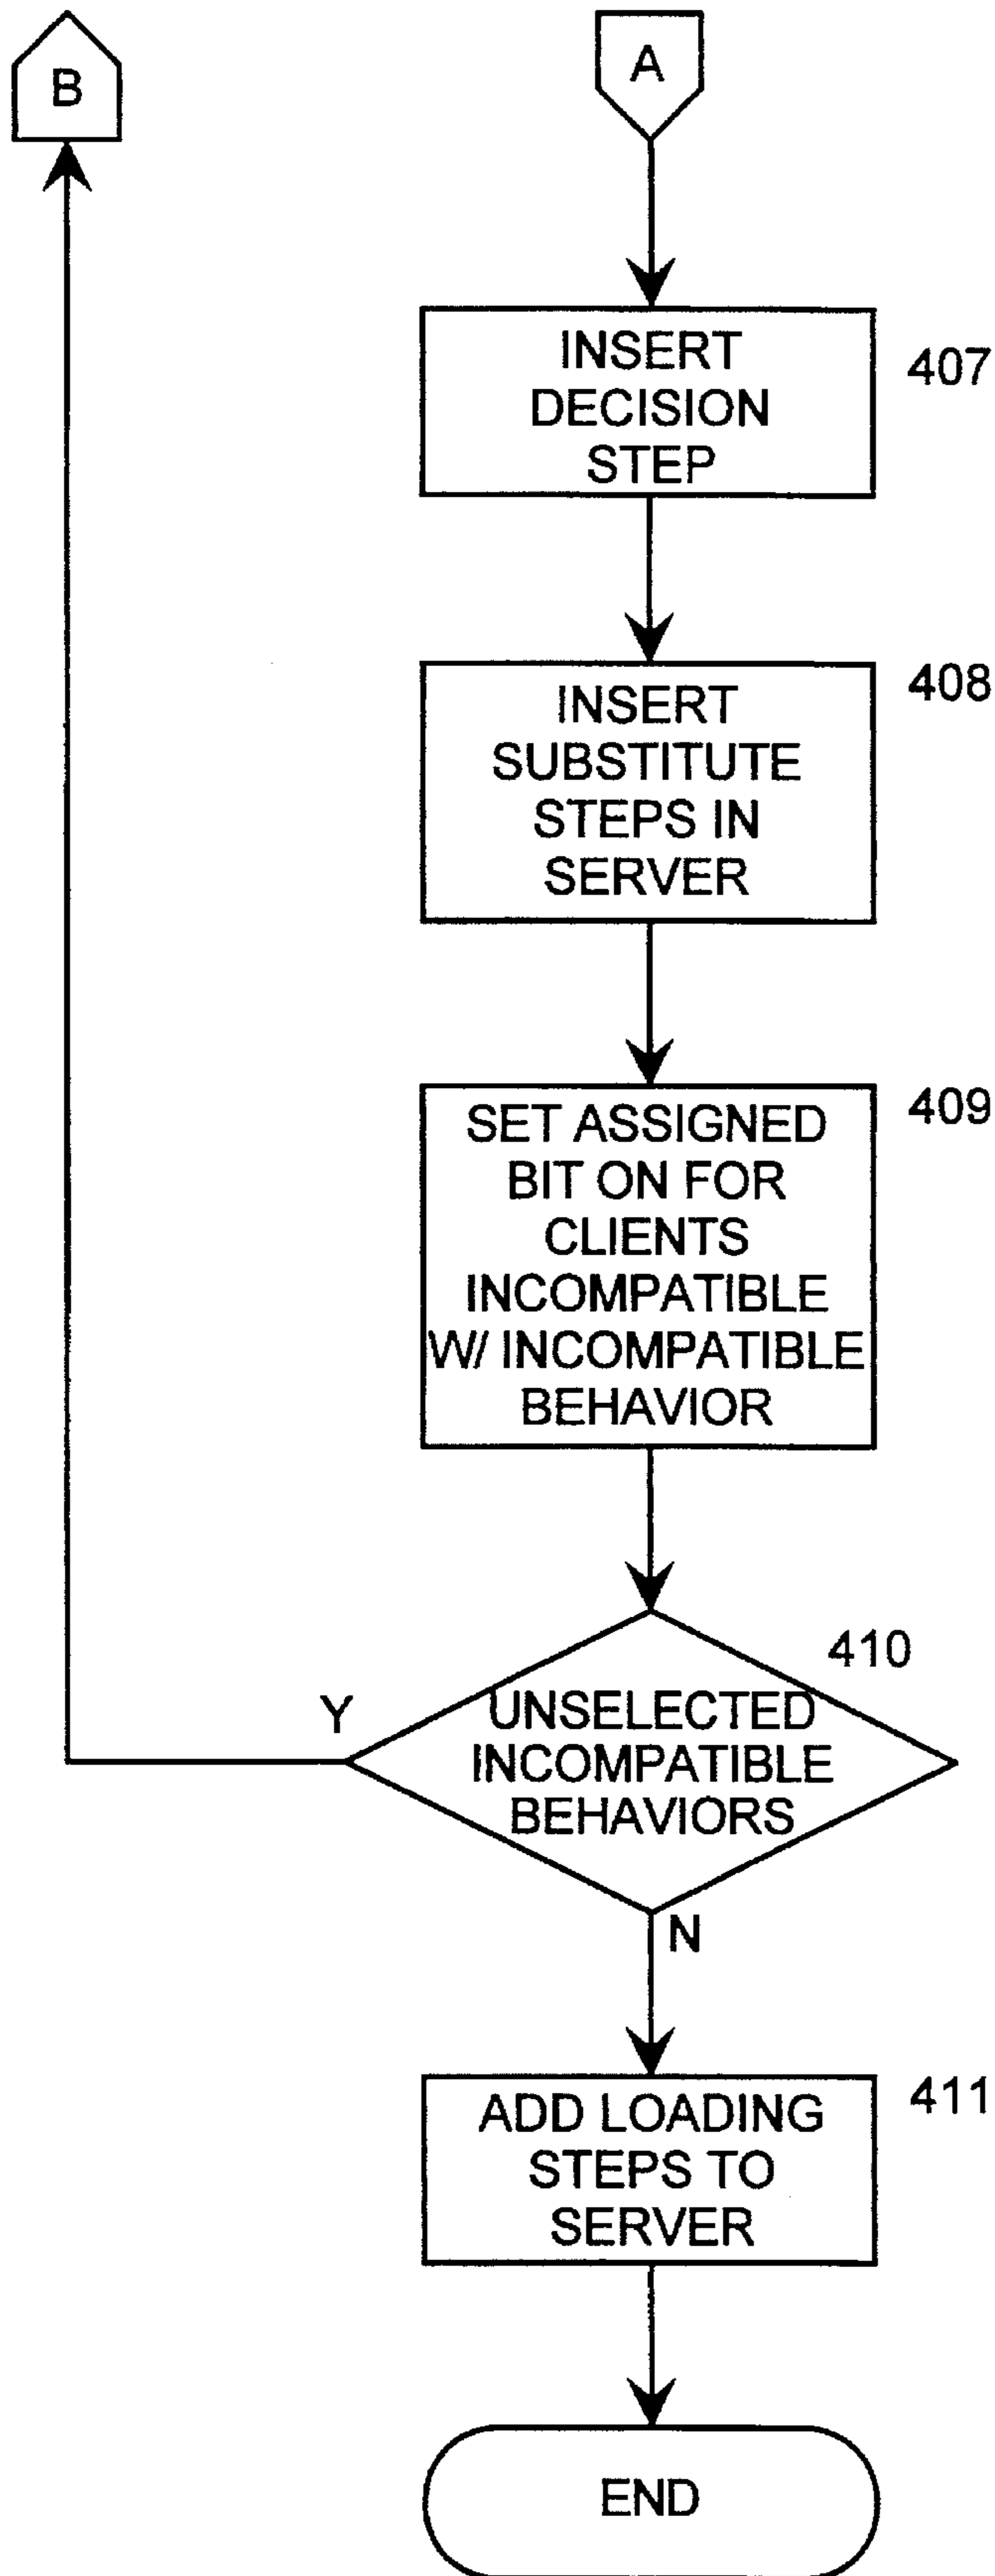 B
A
INSERT
DECISION
STEP
407
INSERT
SUBSTITUTE
STEPS IN
SERVER
408
SET ASSIGNED
BIT ON FOR
CLIENTS
INCOMPATIBLE
W/ INCOMPATIBLE
BEHAVIOR
409
410
Y
UNSELECTED
INCOMPATIBLE
BEHAVIORS
N
ADD LOADING
STEPS TO
SERVER
411
END